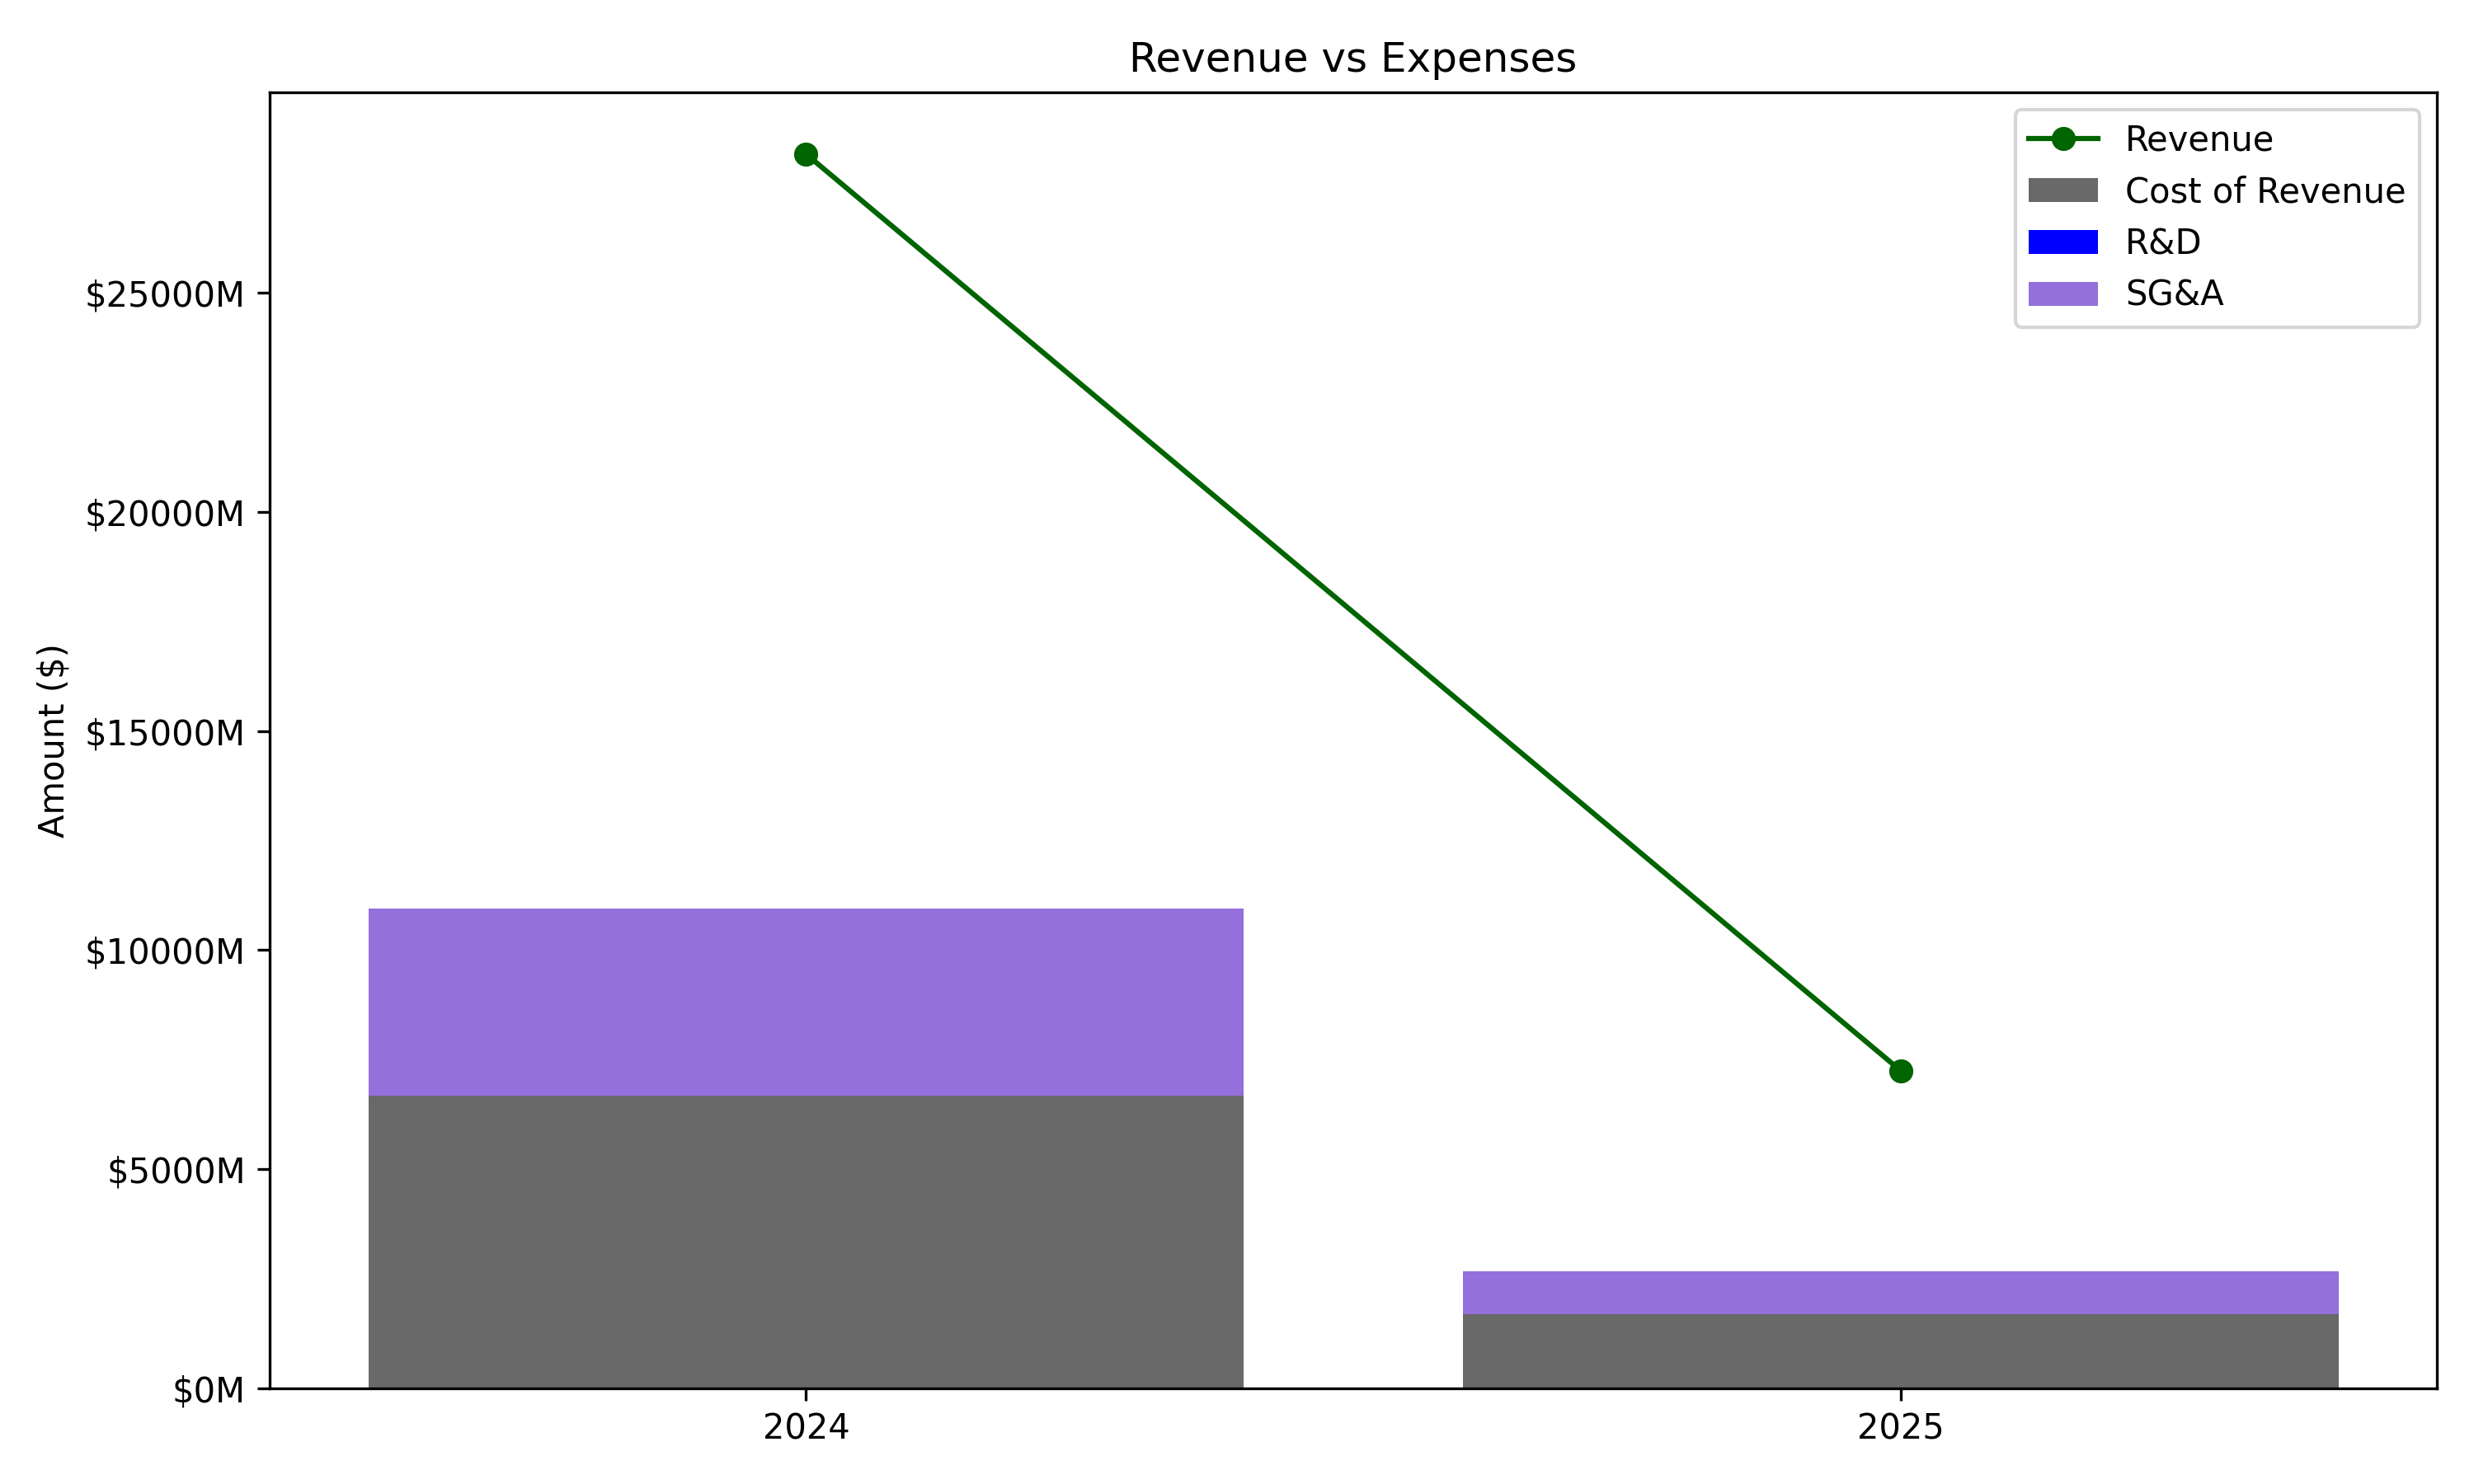 Revenue vs Expenses
Revenue
Cost of Revenue
R&D
SG&A
Amount ($)
$25000M
$20000M
$15000M
$10000M
$5000M
$0M
2024
2025